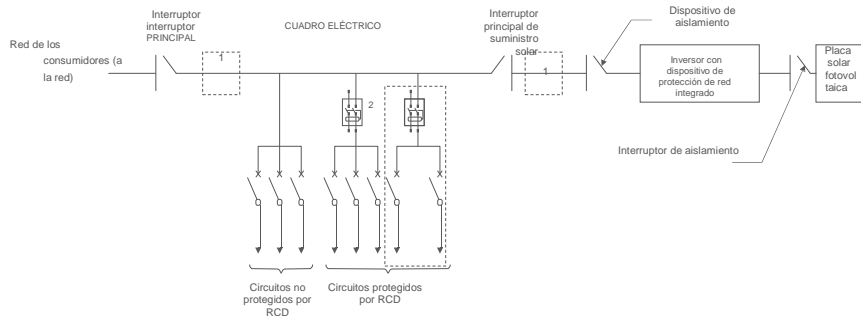 Interruptor
interruptor
PRINCIPAL
CUADRO ELÉCTRICO
Interruptor
principal de
suministro
solar
Dispositivo de
aislamiento
Red de los
consumidores (a
la red)
1
1
Inversor con
dispositivo de
protección de red
integrado
Placa
solar
fotovol
taica
2
Interruptor de aislamiento
Circuitos no
protegidos por
RCD
Circuitos protegidos
por RCD